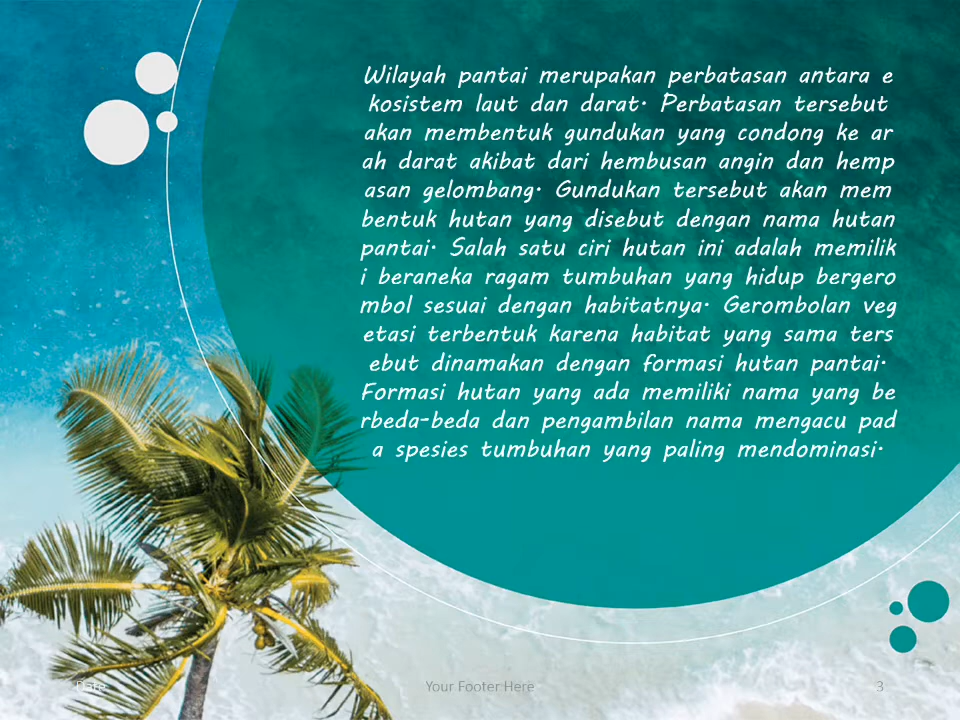 Wilayah pantai merupakan perbatasan antara e
kosistem laut dan darat. Perbatasan tersebut
akan membentuk gundukan yang condong ke ar
ah darat akibat dari hembusan angin dan hemp
asan gelombang. Gundukan tersebut akan mem
bentuk hutan yang disebut dengan nama hutan
pantai. Salah satu ciri hutan ini adalah memilik
i beraneka ragam tumbuhan yang hidup bergero
mbol sesuai dengan habitatnya. Gerombolan veg
etasi terbentuk karena habitat yang sama ters
ebut dinamakan dengan formasi hutan pantai.
Formasi hutan yang ada memiliki nama yang be
rbeda-beda dan pengambilan nama mengacu pad
a spesies tumbuhan yang paling mendominasi.
Date
Your Footer Here
3